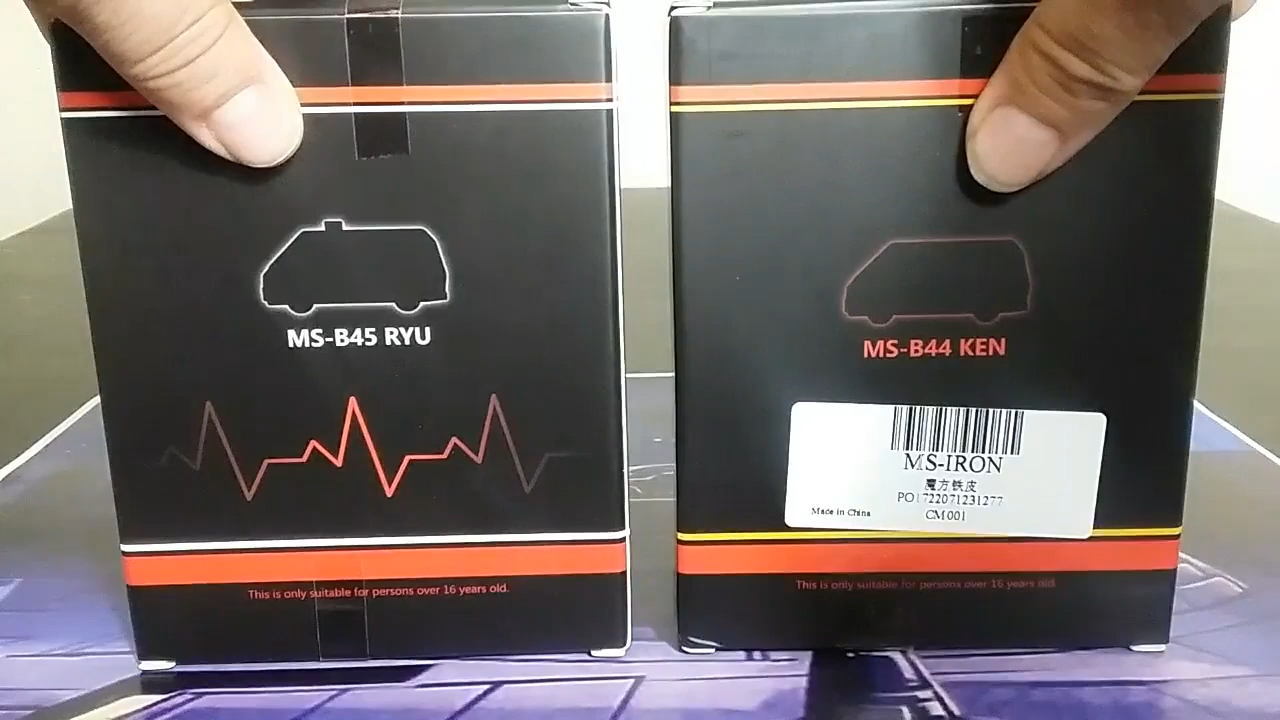 MS-B45 RYU
This is only suitable for persons over 16 years old.
MS-B44 KEN
MS-IRON
魔方铁皮
PO1722071231277
Made in China
CM001
This is only suitable for persons over 16 years old.